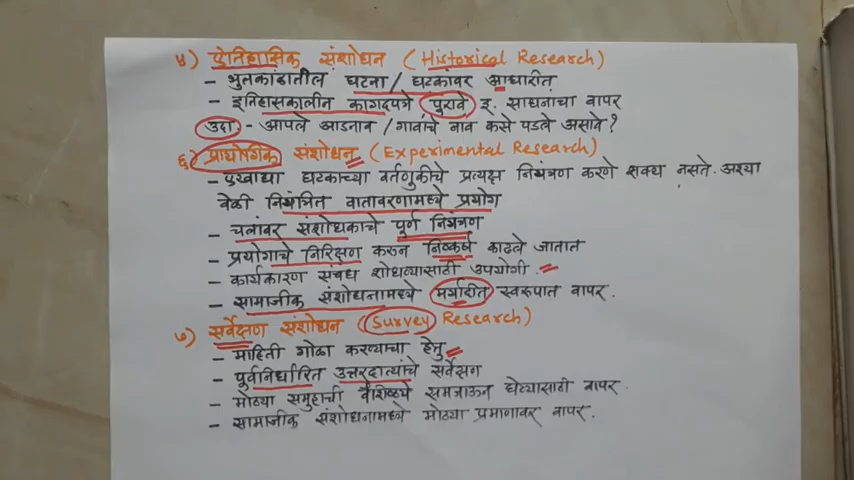 ५) ऐतिहासिक संशोधन (Historical Research)
- भुतकाळातील घटना/घटकांवर आधारीत
- इतिहासकालीन कागदपत्रे पुरावे इ. साधनांचा वापर
उदा. - आपले आडनाव/गावांचे नाव कसे पडले असावे?
६) प्रायोगिक संशोधन (Experimental Research)
- एखाद्या घटकाच्या वर्तणुकीचे प्रत्यक्ष नियंत्रण करणे शक्य नसते. अश्या
वेळी नियंत्रित वातावरणामध्ये प्रयोग
- चलांवर संशोधकाचे पूर्ण नियंत्रण
- प्रयोगाचे निरिक्षण करुन निष्कर्ष काढले जातात
- कार्यकारण संबंध शोधण्यासाठी उपयोगी.
- सामाजीक संशोधनामध्ये मर्यादीत स्वरुपात वापर.
७) सर्वेक्षण संशोधन (Survey Research)
- माहिती गोळा करण्याचा हेतु
- पूर्वनिर्धारित उत्तरदात्यांचे सर्वेक्षण
- मोठ्या समुहाची वैशिष्ट्ये समजाऊन घेण्यासाठी वापर.
- सामाजीक संशोधनामध्ये मोठ्या प्रमाणावर वापर.